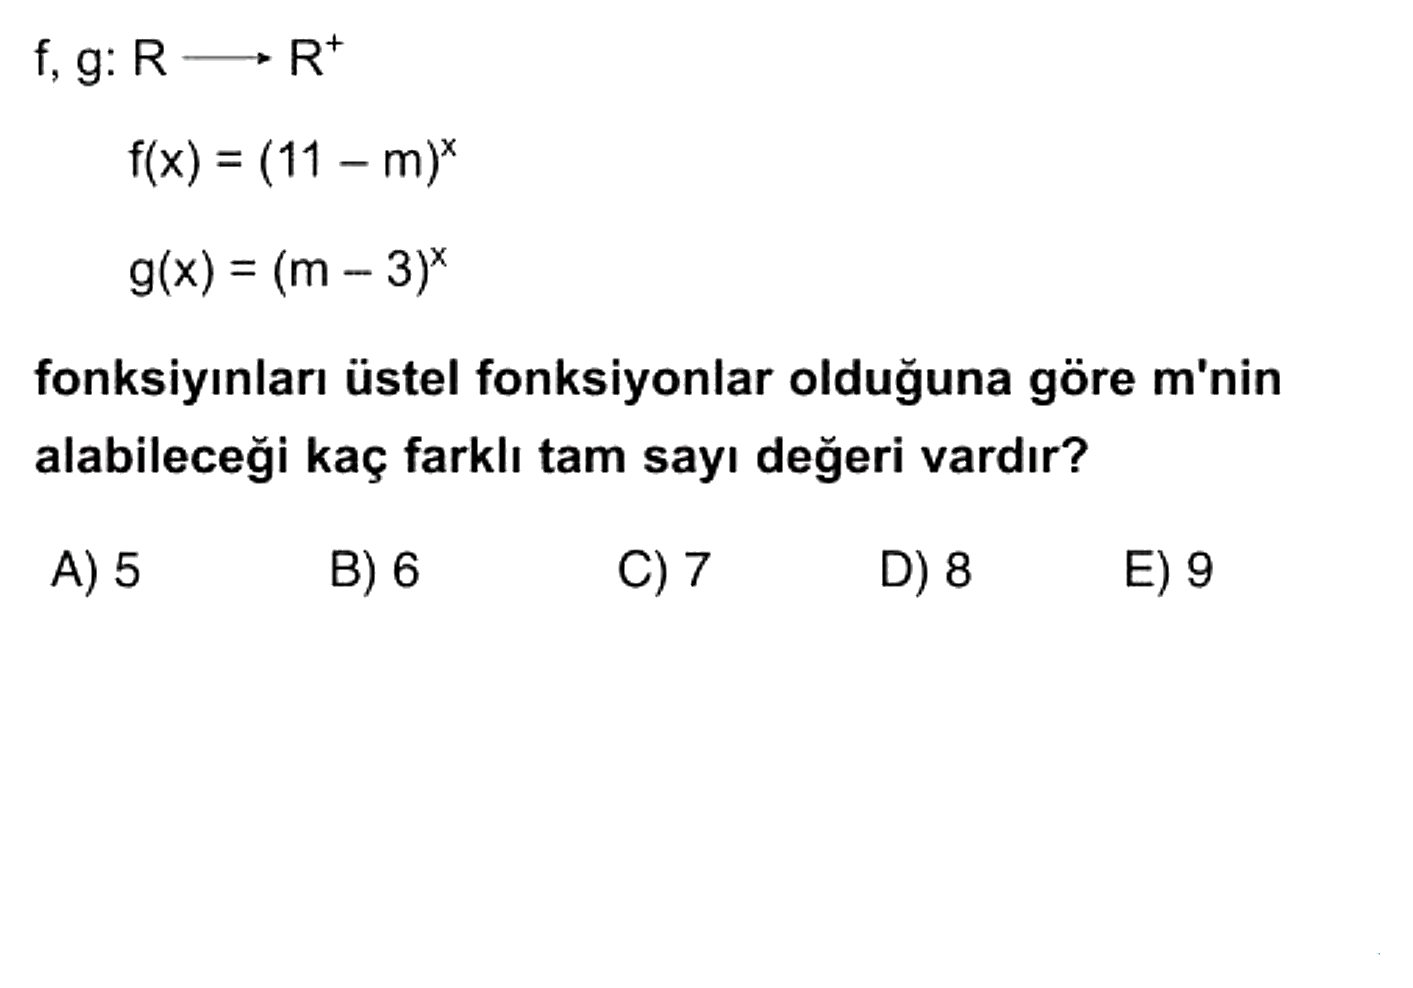 f, g: R ⟶ R⁺
f(x) = (11 – m)ˣ
g(x) = (m – 3)ˣ
fonksiyınları üstel fonksiyonlar olduğuna göre m'nin
alabileceği kaç farklı tam sayı değeri vardır?
A) 5 B) 6 C) 7 D) 8 E) 9